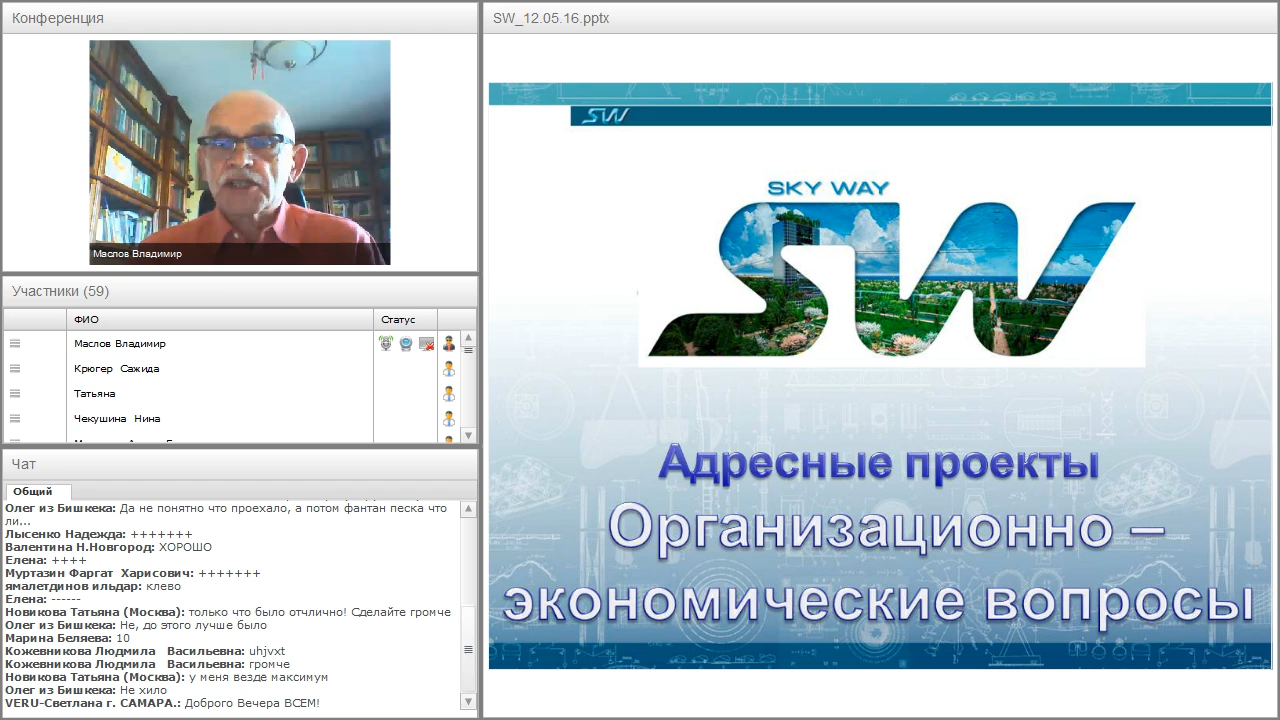 Конференция
Маслов Владимир
Участники (59)
ФИО
Статус
Маслов Владимир
Крюгер Сажида
Татьяна
Чекушина Нина
Чат
Общий
Олег из Бишкека: Да не понятно что проехало, а потом фантан песка что
ли...
Лысенко Надежда: +++++++
Валентина Н.Новгород: ХОРОШО
Елена: ++++
Муртазин Фаргат Харисович: +++++++
ямалетдинов ильдар: клево
Елена: ------
Новикова Татьяна (Москва): только что было отчлично! Сделайте громче
Олег из Бишкека: Не, до этого лучше было
Марина Беляева: 10
Кожевникова Людмила Васильевна: uhjvxt
Кожевникова Людмила Васильевна: громче
Новикова Татьяна (Москва): у меня везде максимум
Олег из Бишкека: Не хило
VERU-Светлана г. САМАРА.: Доброго Вечера ВСЕМ!
SW_12.05.16.pptx
SW
SKY WAY
SW
Адресные проекты
Организационно –
экономические вопросы